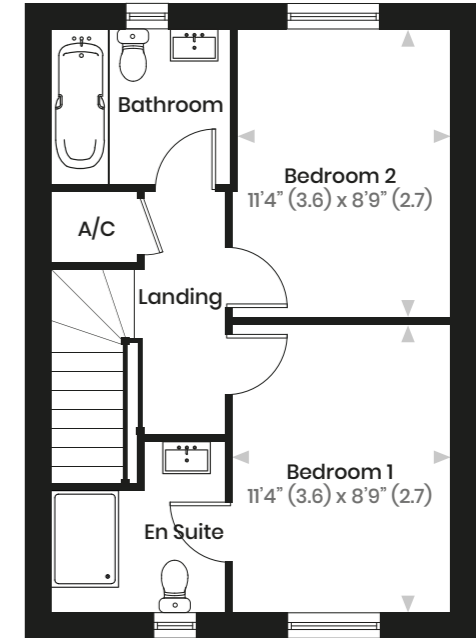 Bathroom
Bedroom 2
11'4" (3.6) x 8'9" (2.7)
A/C
Landing
Bedroom 1
11'4" (3.6) x 8'9" (2.7)
En Suite